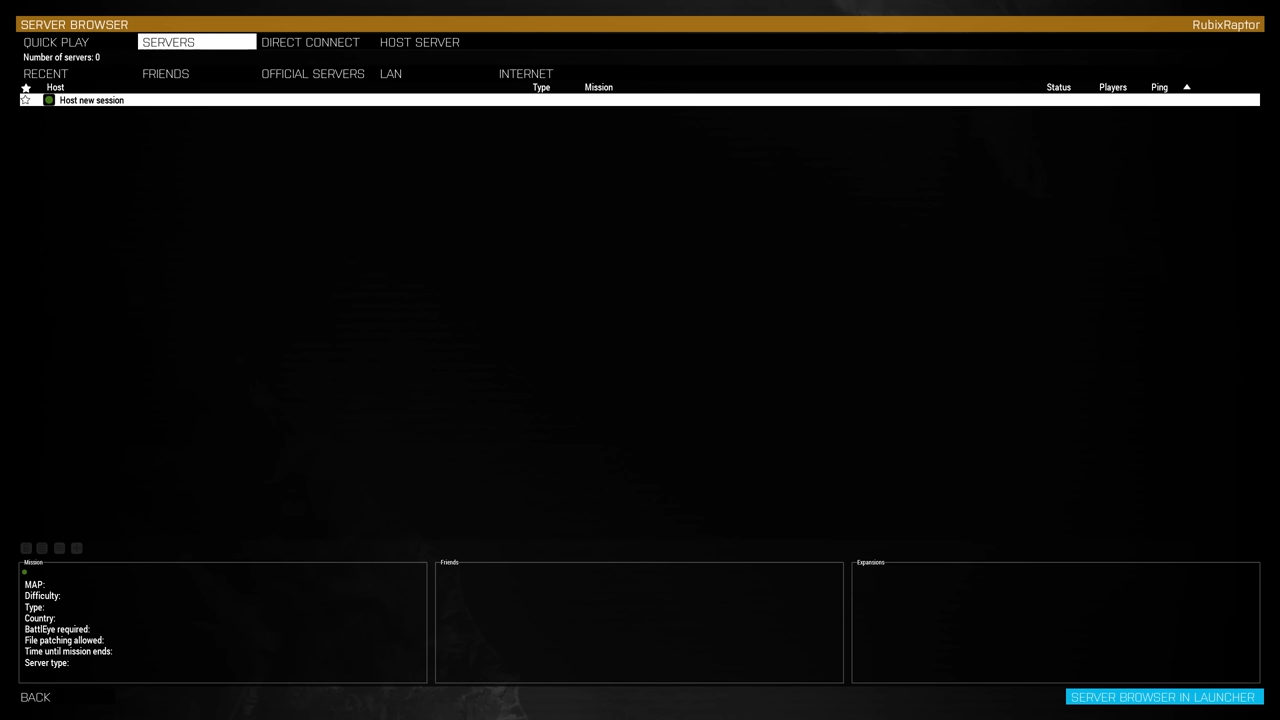 SERVER BROWSER RubixRaptor
QUICK PLAY SERVERS DIRECT CONNECT HOST SERVER
Number of servers: 0
RECENT FRIENDS OFFICIAL SERVERS LAN INTERNET
Host Type Mission Status Players Ping
Host new session
Mission Friends Expansions
MAP:
Difficulty:
Type:
Country:
BattlEye required:
File patching allowed:
Time until mission ends:
Server type:
BACK SERVER BROWSER IN LAUNCHER